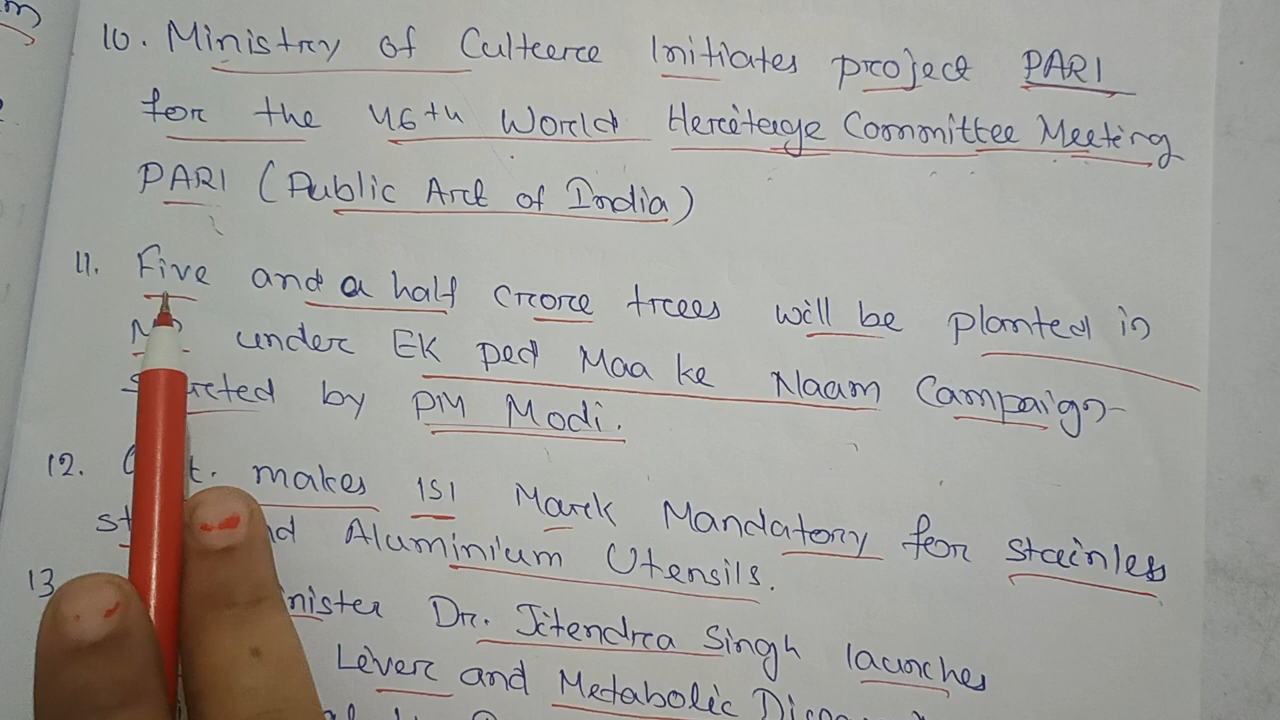 10. Ministry of Culture Initiates project PARI
for the 46th World Heritage Committee Meeting
PARI (Public Art of India)
11. Five and a half crore trees will be planted in
under EK ped Maa ke Naam Campaign
by PM Modi.
12. makes ISI Mark Mandatory for stainless
Aluminium Utensils.
13 Dr. Jitendra Singh launches
Liver and Metabolic